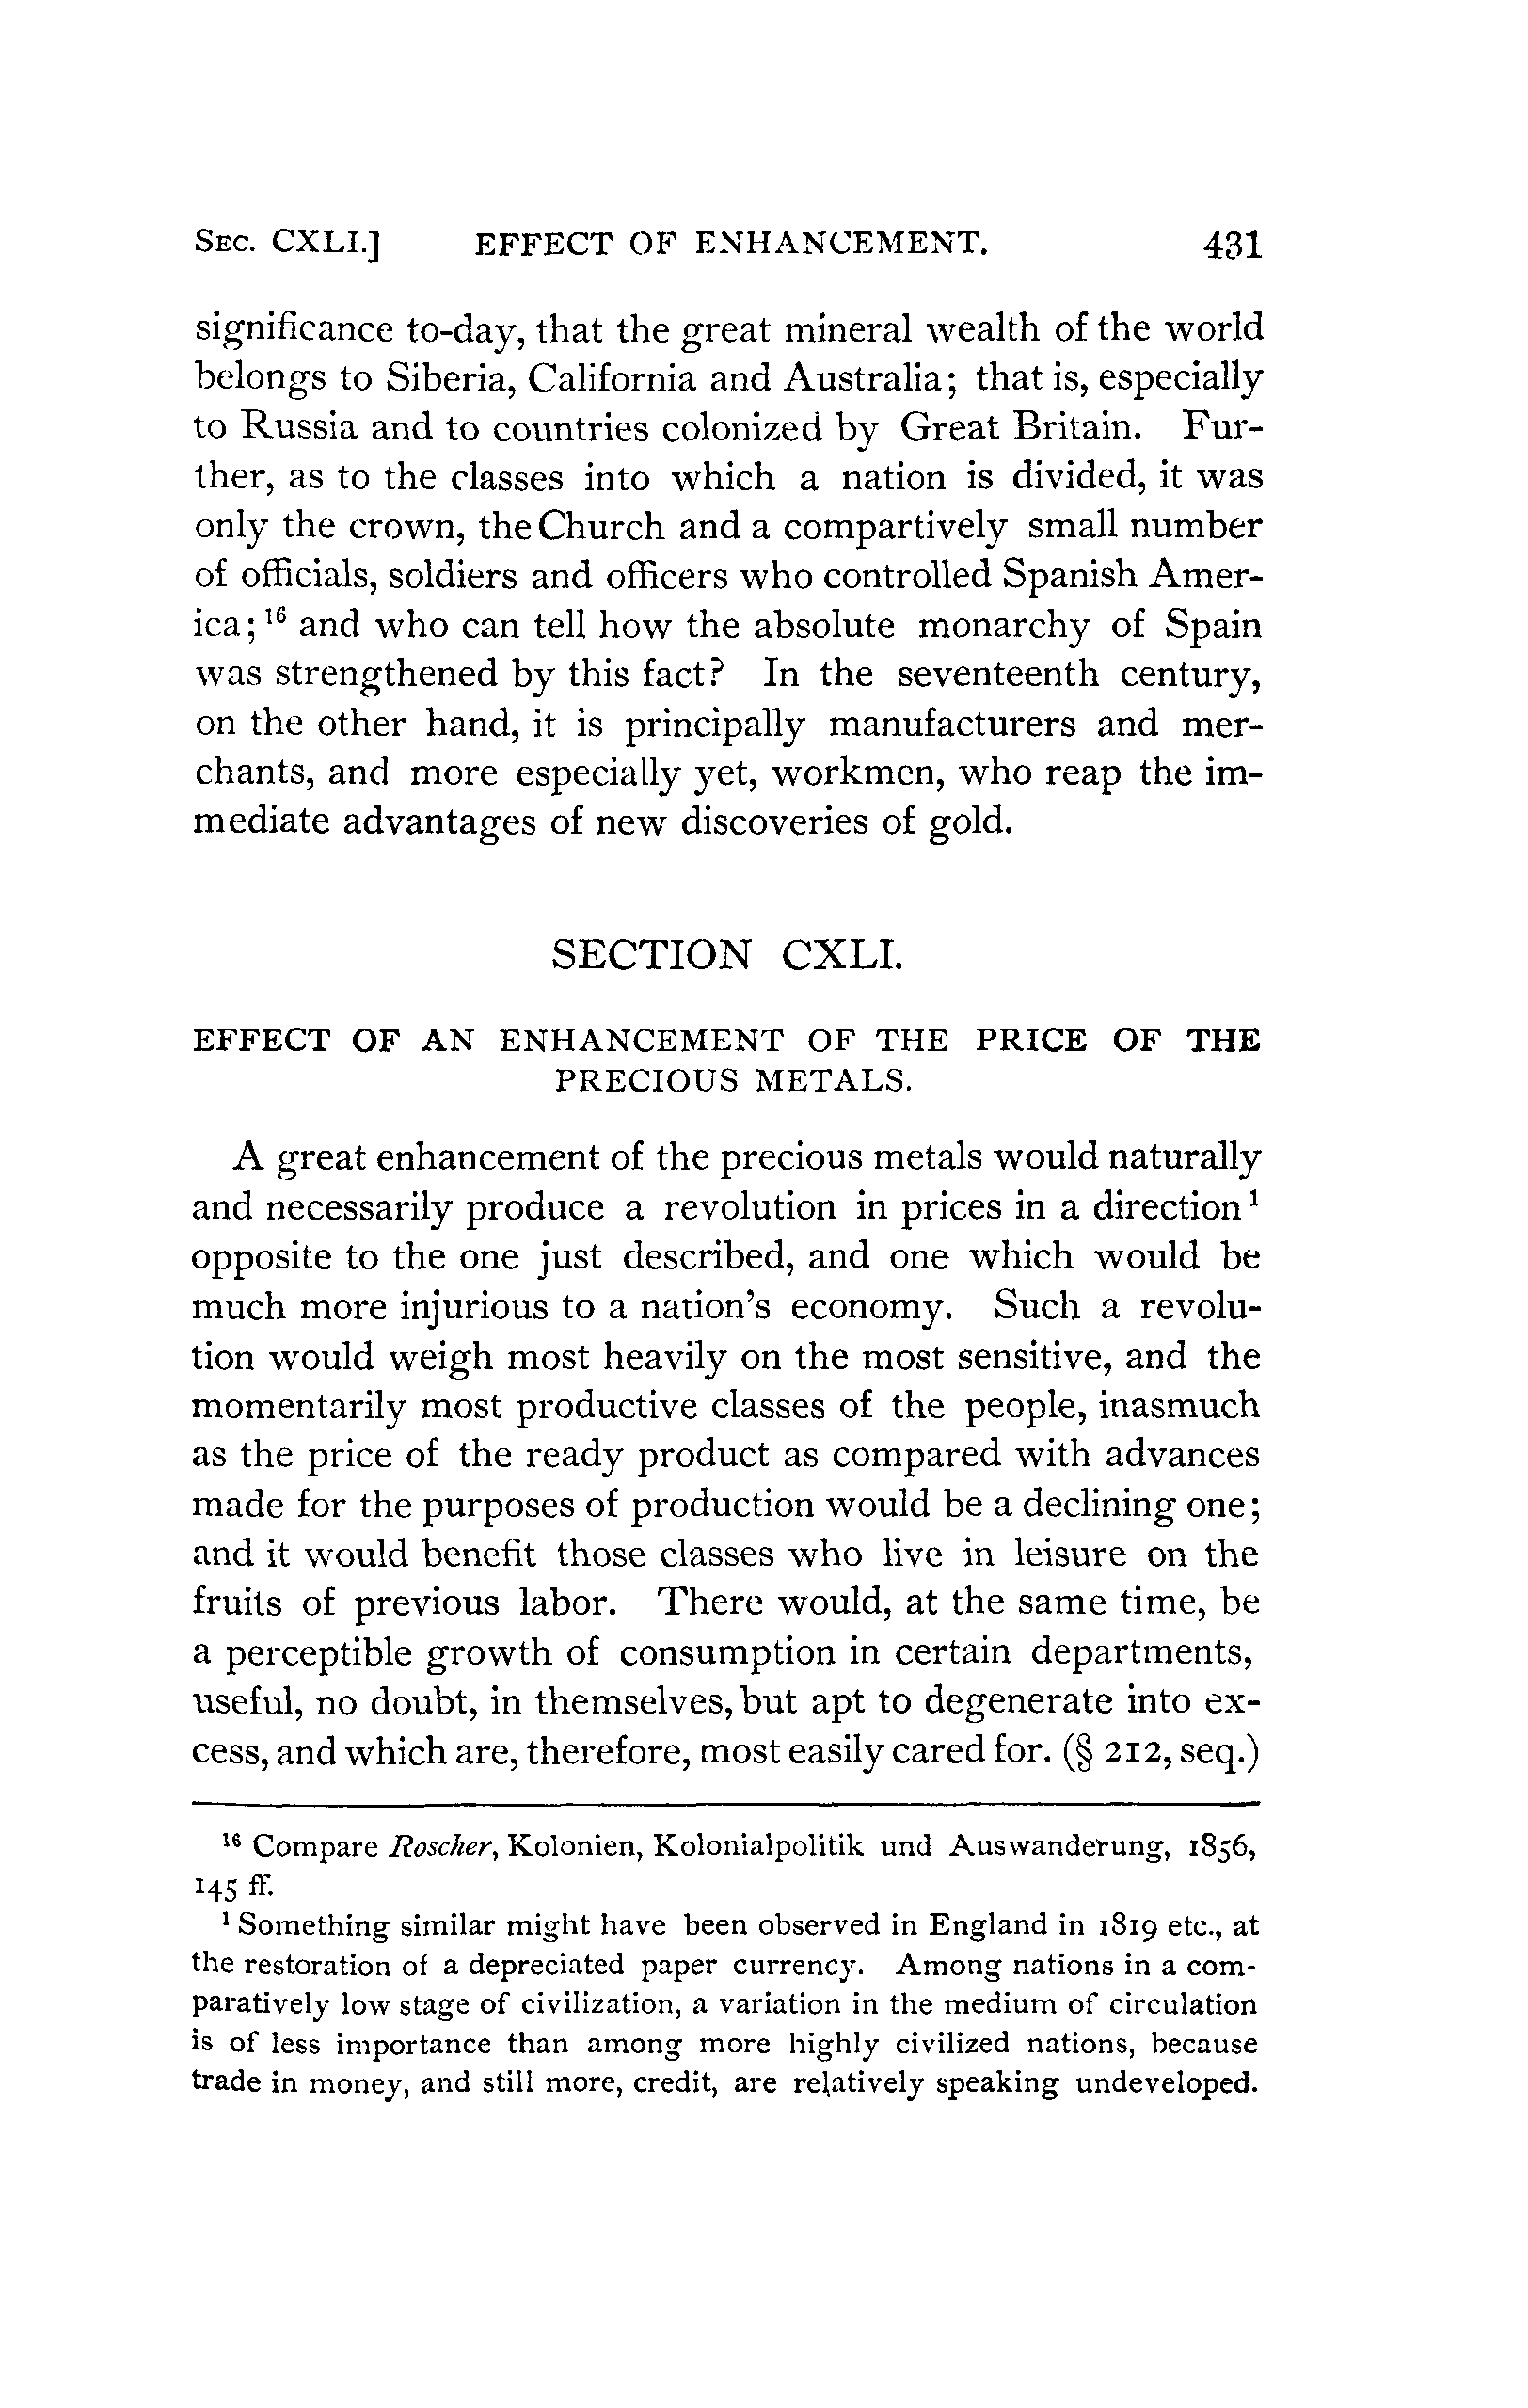 SEC. CXLI.] EFFECT OF ENHANCEMENT. 431
significance to-day, that the great mineral wealth of the world
belongs to Siberia, California and Australia; that is, especially
to Russia and to countries colonized by Great Britain. Fur-
ther, as to the classes into which a nation is divided, it was
only the crown, the Church and a compartively small number
of officials, soldiers and officers who controlled Spanish Amer-
ica; 16 and who can tell how the absolute monarchy of Spain
was strengthened by this fact? In the seventeenth century,
on the other hand, it is principally manufacturers and mer-
chants, and more especially yet, workmen, who reap the im-
mediate advantages of new discoveries of gold.
SECTION CXLI.
EFFECT OF AN ENHANCEMENT OF THE PRICE OF THE
PRECIOUS METALS.
A great enhancement of the precious metals would naturally
and necessarily produce a revolution in prices in a direction 1
opposite to the one just described, and one which would be
much more injurious to a nation's economy. Such a revolu-
tion would weigh most heavily on the most sensitive, and the
momentarily most productive classes of the people, inasmuch
as the price of the ready product as compared with advances
made for the purposes of production would be a declining one;
and it would benefit those classes who live in leisure on the
fruits of previous labor. There would, at the same time, be
a perceptible growth of consumption in certain departments,
useful, no doubt, in themselves, but apt to degenerate into ex-
cess, and which are, therefore, most easily cared for. (§ 212, seq.)
16 Compare Roscher, Kolonien, Kolonialpolitik und Auswanderung, 1856,
145 ff.
1 Something similar might have been observed in England in 1819 etc., at
the restoration of a depreciated paper currency. Among nations in a com-
paratively low stage of civilization, a variation in the medium of circulation
is of less importance than among more highly civilized nations, because
trade in money, and still more, credit, are relatively speaking undeveloped.